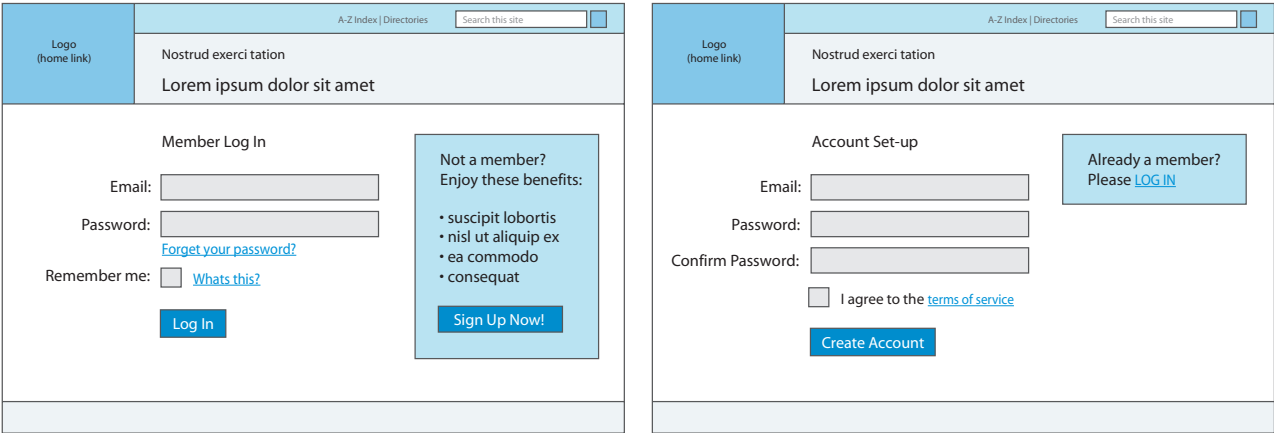 A-Z Index | Directories
Search this site
Logo
(home link)
Nostrud exerci tation
Lorem ipsum dolor sit amet
Member Log In
Email:
Password:
Forget your password?
Remember me:
Whats this?
Log In
Not a member?
Enjoy these benefits:
• suscipit lobortis
• nisl ut aliquip ex
• ea commodo
• consequat
Sign Up Now!
A-Z Index | Directories
Search this site
Logo
(home link)
Nostrud exerci tation
Lorem ipsum dolor sit amet
Account Set-up
Email:
Password:
Confirm Password:
I agree to the terms of service
Create Account
Already a member?
Please LOG IN